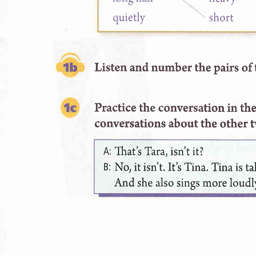 long hair heavy
quietly short
1b Listen and number the pairs of
1c Practice the conversation in the
conversations about the other
A: That's Tara, isn't it?
B: No, it isn't. It's Tina. Tina is
And she also sings more loudly